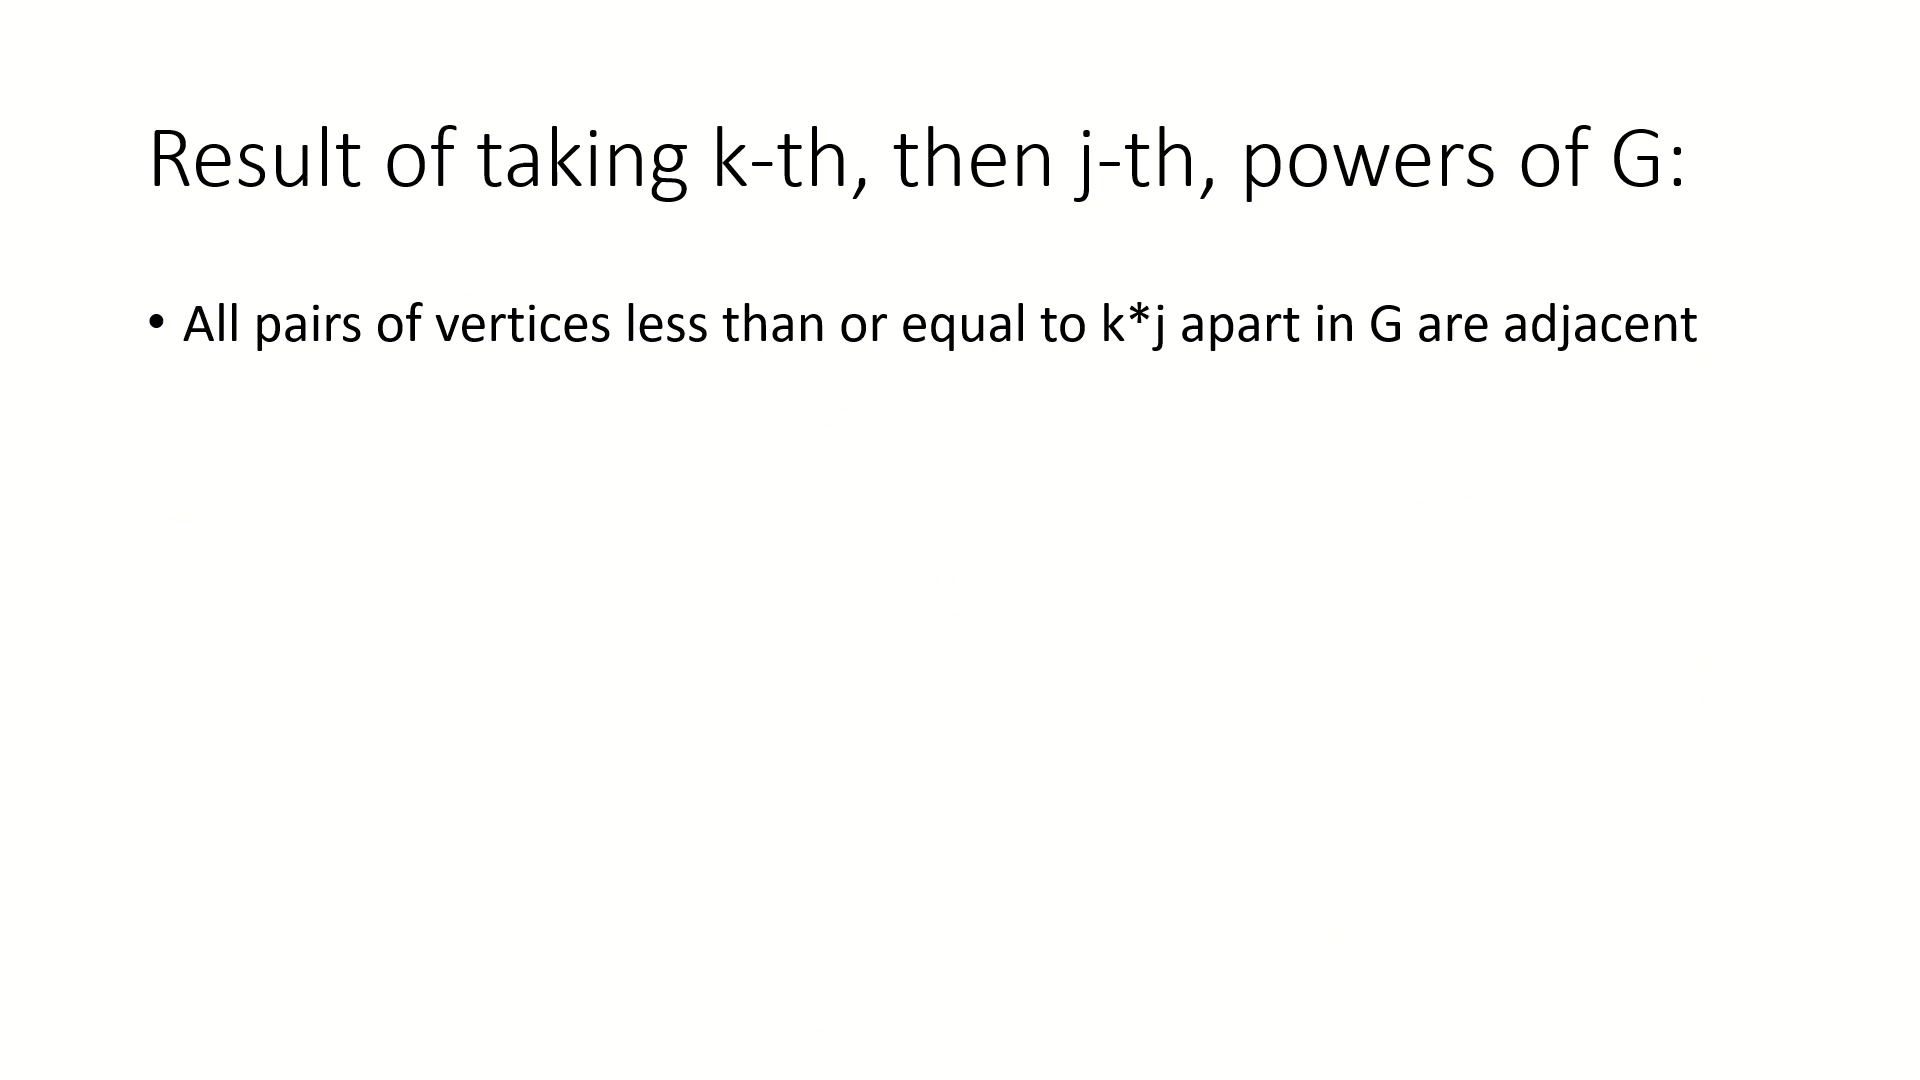 Result of taking k-th, then j-th, powers of G:
• All pairs of vertices less than or equal to k*j apart in G are adjacent